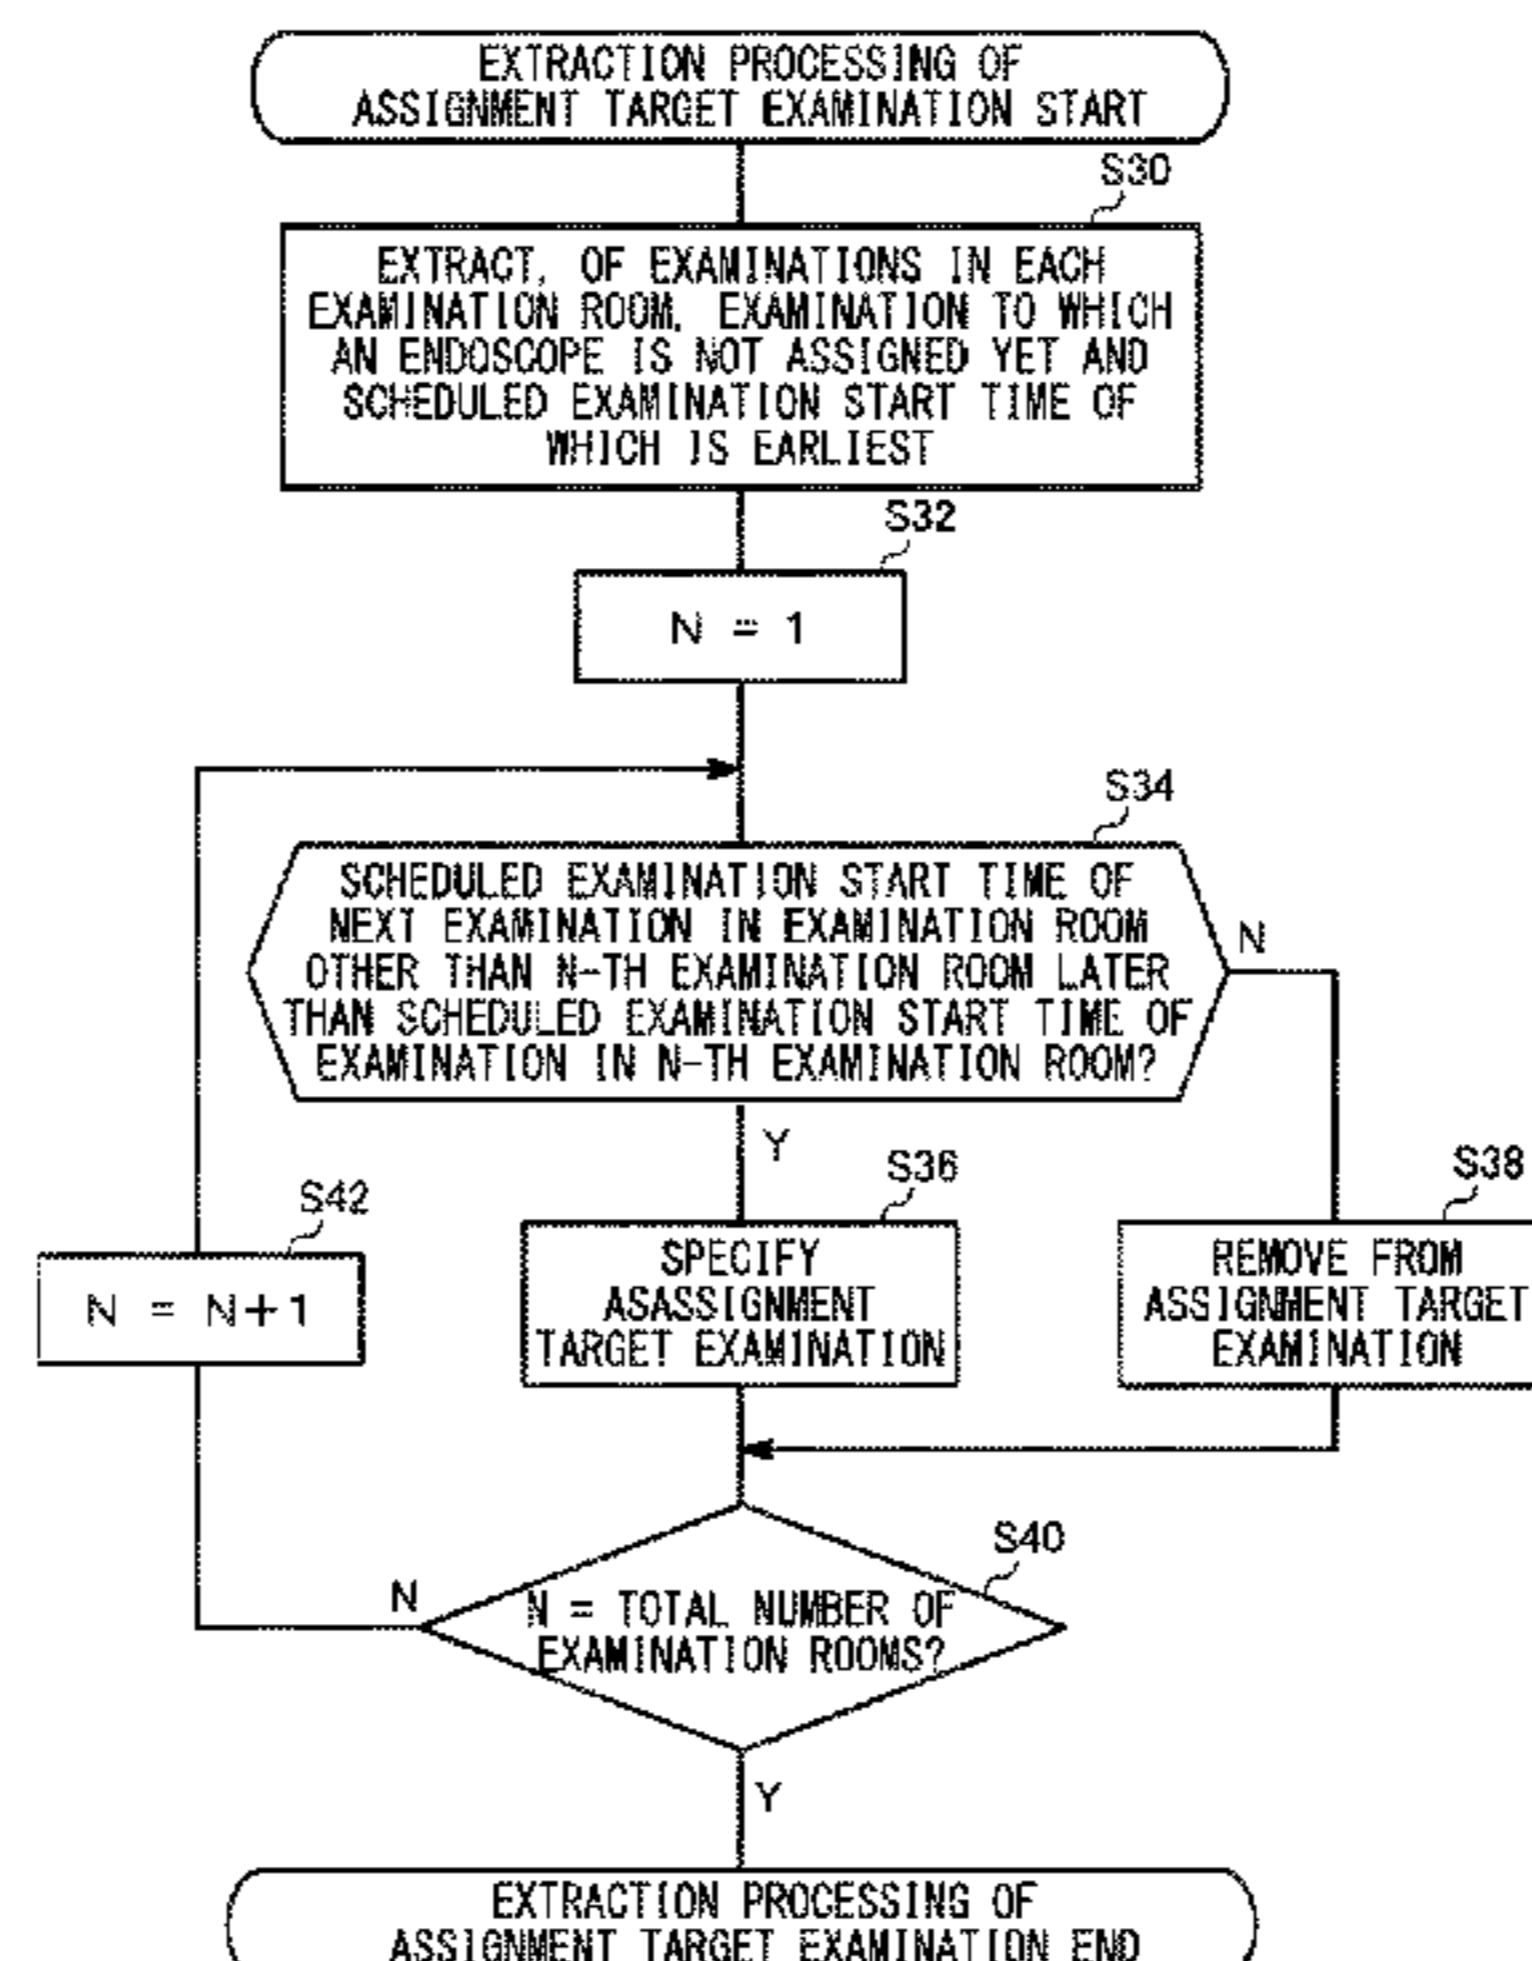 EXTRACTION PROCESSING OF
ASSIGNMENT TARGET EXAMINATION START
S30
EXTRACT, OF EXAMINATIONS IN EACH
EXAMINATION ROOM, EXAMINATION TO WHICH
AN ENDOSCOPE IS NOT ASSIGNED YET AND
SCHEDULED EXAMINATION START TIME OF
WHICH IS EARLIEST
S32
N = 1
S34
SCHEDULED EXAMINATION START TIME OF
NEXT EXAMINATION IN EXAMINATION ROOM
OTHER THAN N-TH EXAMINATION ROOM LATER
THAN SCHEDULED EXAMINATION START TIME OF
EXAMINATION IN N-TH EXAMINATION ROOM?
N
Y
S36
SPECIFY
ASASSIGNMENT
TARGET EXAMINATION
S38
REMOVE FROM
ASSIGNMENT TARGET
EXAMINATION
S42
N = N+1
S40
N = TOTAL NUMBER OF
EXAMINATION ROOMS?
N
Y
EXTRACTION PROCESSING OF
ASSIGNMENT TARGET EXAMINATION END